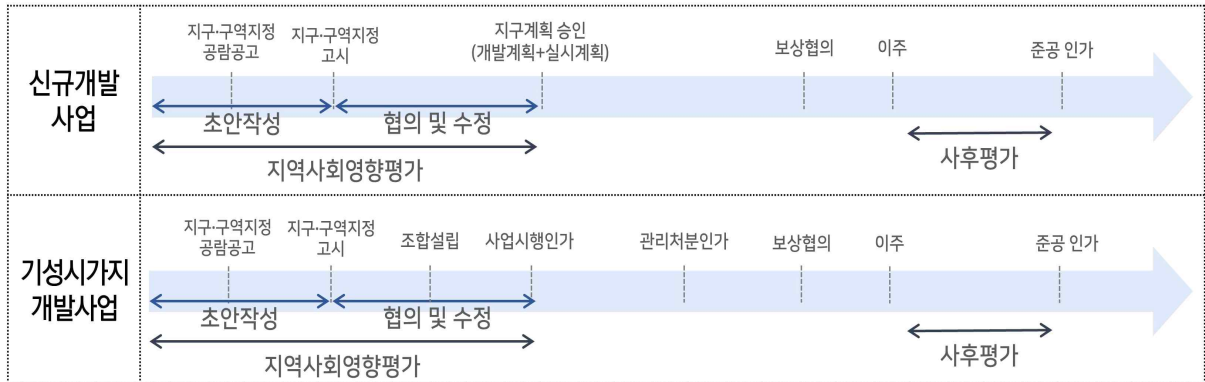 신규개발
사업
지구·구역지정
공람공고
지구·구역지정
고시
지구계획 승인
(개발계획+실시계획)
보상협의
이주
준공 인가
초안작성
협의 및 수정
지역사회영향평가
사후평가
기성시가지
개발사업
지구·구역지정
공람공고
지구·구역지정
고시
조합설립
사업시행인가
관리처분인가
보상협의
이주
준공 인가
초안작성
협의 및 수정
지역사회영향평가
사후평가